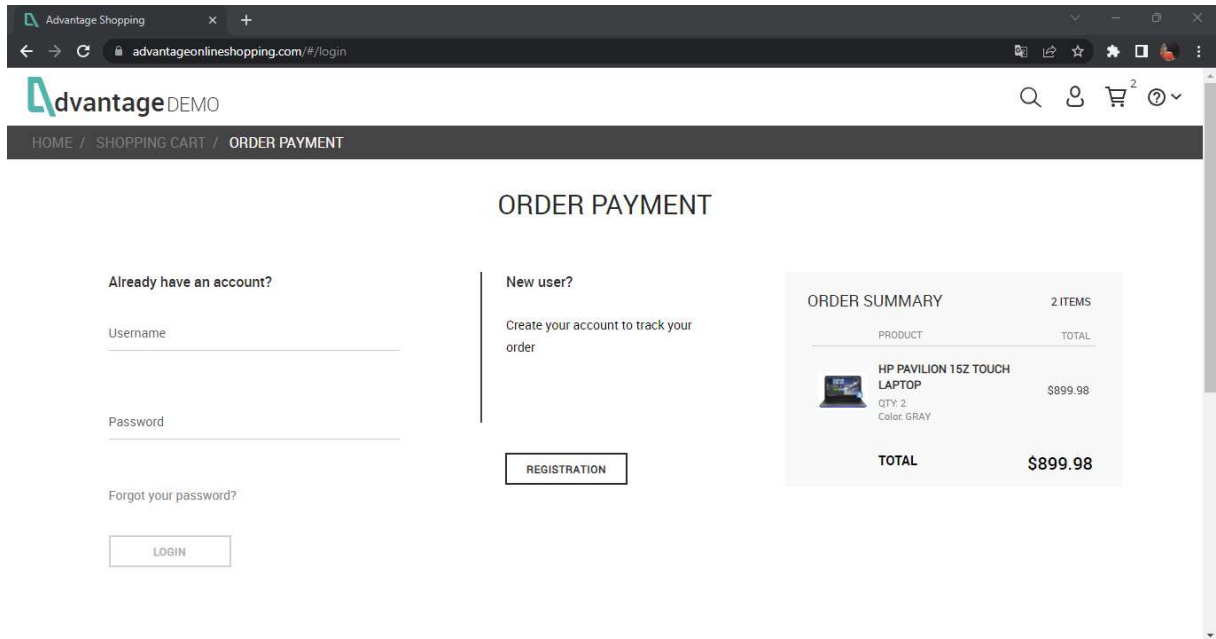 Advantage Shopping
advantageonlineshopping.com/#/login
dvantage DEMO
2
HOME / SHOPPING CART / ORDER PAYMENT
ORDER PAYMENT
Already have an account?
Username
Password
Forgot your password?
LOGIN
New user?
Create your account to track your
order
REGISTRATION
ORDER SUMMARY 2 ITEMS
PRODUCT TOTAL
HP PAVILION 15Z TOUCH
LAPTOP
$899.98
QTY: 2
Color: GRAY
TOTAL $899.98